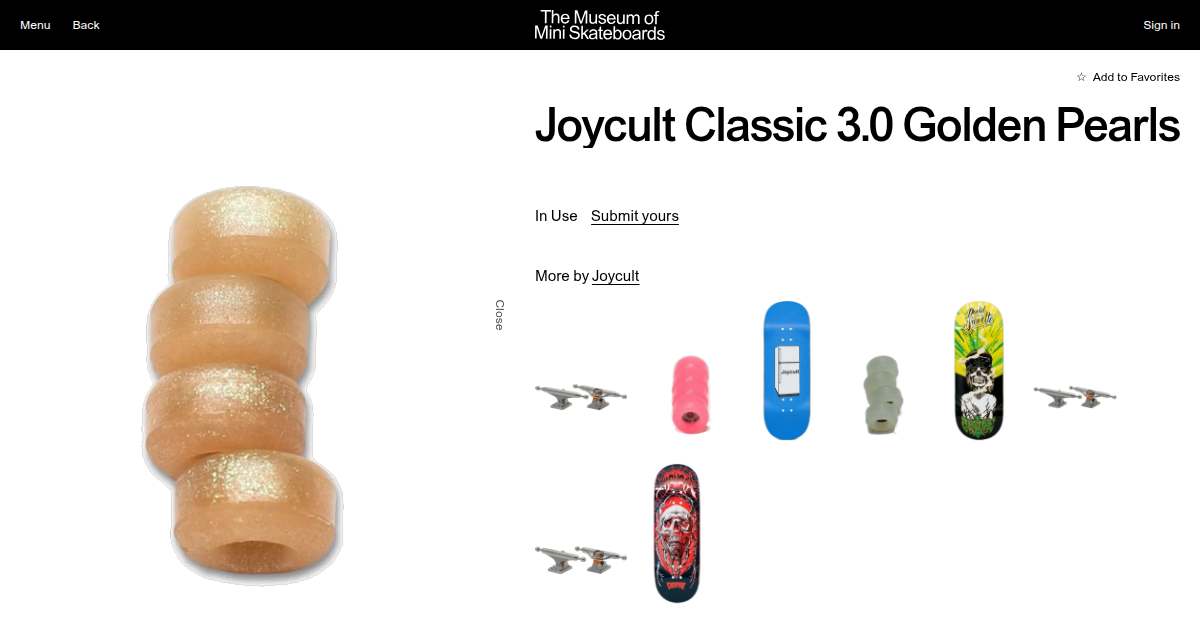 Menu
Back
The Museum of
Mini Skateboards
Sign in
☆ Add to Favorites
Joycult Classic 3.0 Golden Pearls
In Use Submit yours
More by Joycult
Close
Joycult